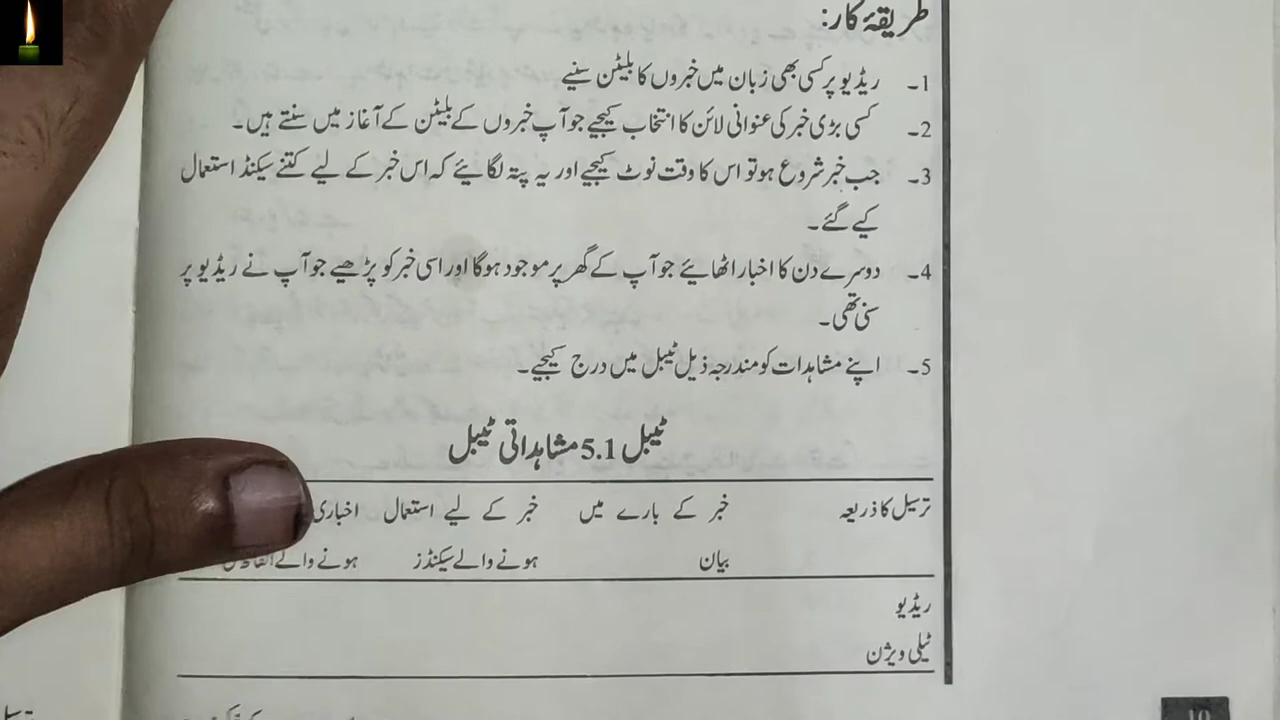 طریقۂ کار:
1۔ ریڈیو پر کسی بھی زبان میں خبروں کا بلیٹن سنیے
2۔ کسی بڑی خبر کی عنوانی لائن کا انتخاب کیجیے جو آپ خبروں کے بلیٹن کے آغاز میں سنتے ہیں۔
3۔ جب خبر شروع ہو تو اس کا وقت نوٹ کیجیے اور یہ پتہ لگائیے کہ اس خبر کے لیے کتنے سیکنڈ استعمال
کیے گئے۔
4۔ دوسرے دن کا اخبار اٹھائیے جو آپ کے گھر پر موجود ہوگا اور اسی خبر کو پڑھیے جو آپ نے ریڈیو پر
سنی تھی۔
5۔ اپنے مشاہدات کو مندرجہ ذیل ٹیبل میں درج کیجیے۔
ٹیبل 5.1 مشاہداتی ٹیبل
ترسیل کا ذریعہ خبر کے بارے میں خبر کے لیے استعمال اخباری
بیان ہونے والے سیکنڈز ہونے والے
ریڈیو
ٹیلی ویژن